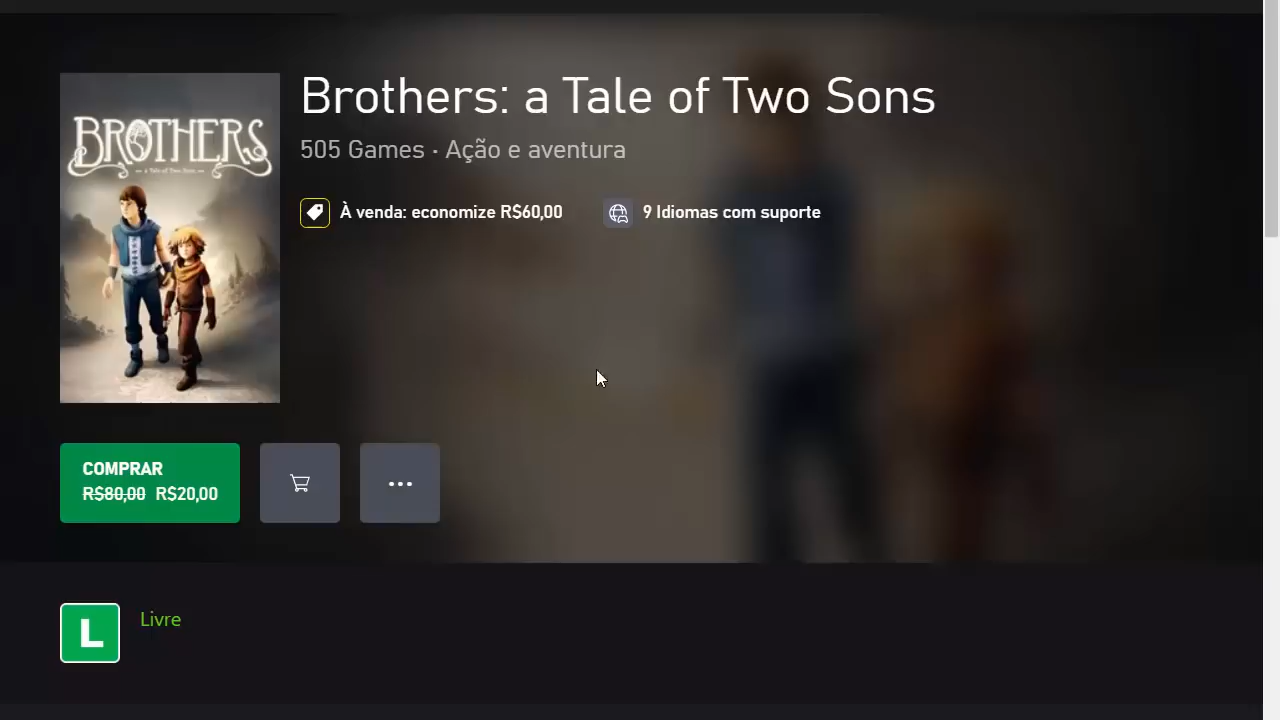 Brothers: a Tale of Two Sons
505 Games · Ação e aventura
À venda: economize R$60,00
9 Idiomas com suporte
BROTHERS
a Tale of Two Sons
COMPRAR
R$80,00 R$20,00
L
Livre